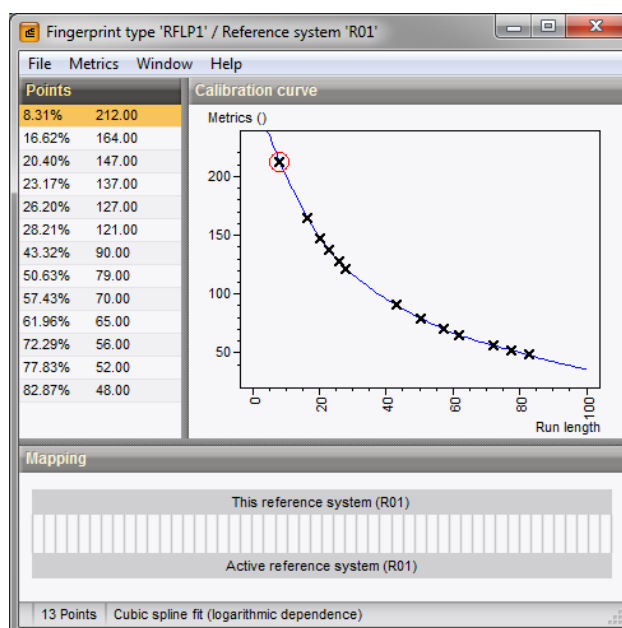 Fingerprint type 'RFLP1' / Reference system 'R01'
File Metrics Window Help
Points
8.31% 212.00
16.62% 164.00
20.40% 147.00
23.17% 137.00
26.20% 127.00
28.21% 121.00
43.32% 90.00
50.63% 79.00
57.43% 70.00
61.96% 65.00
72.29% 56.00
77.83% 52.00
82.87% 48.00
Calibration curve
Metrics ()
200
150
100
50
0 20 40 60 80 100
Run length
Mapping
This reference system (R01)
Active reference system (R01)
13 Points Cubic spline fit (logarithmic dependence)